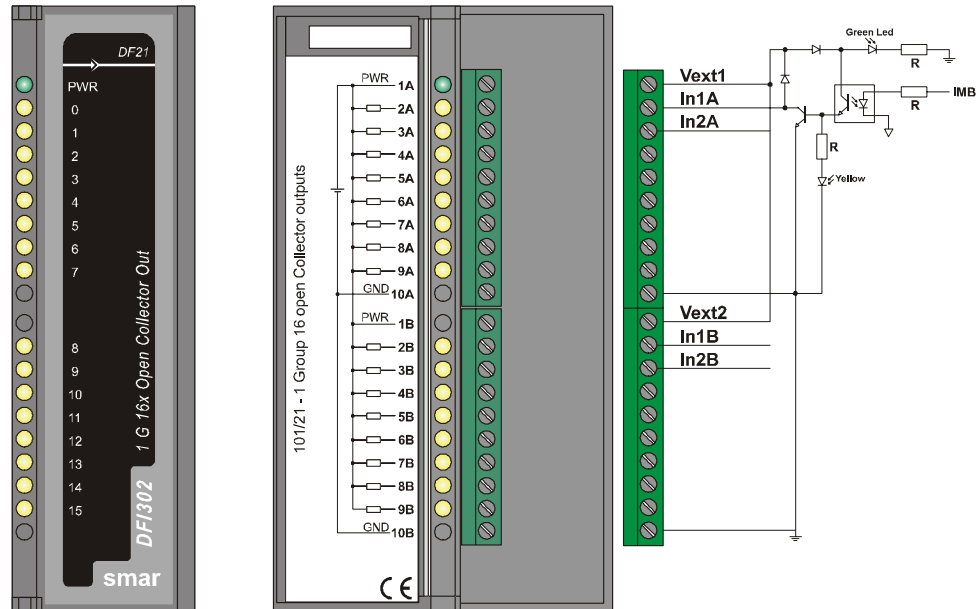 DF21
PWR
0
1
2
3
4
5
6
7
8
9
10
11
12
13
14
15
1 G 16x Open Collector Out
DFI302
smar
101/21 - 1 Group 16 open Collector outputs
PWR 1A
2A
3A
4A
5A
6A
7A
8A
9A
GND 10A
PWR 1B
2B
3B
4B
5B
6B
7B
8B
9B
GND 10B
CE
Vext1
In1A
In2A
Vext2
In1B
In2B
Green Led
R
R
IMB
R
Yellow